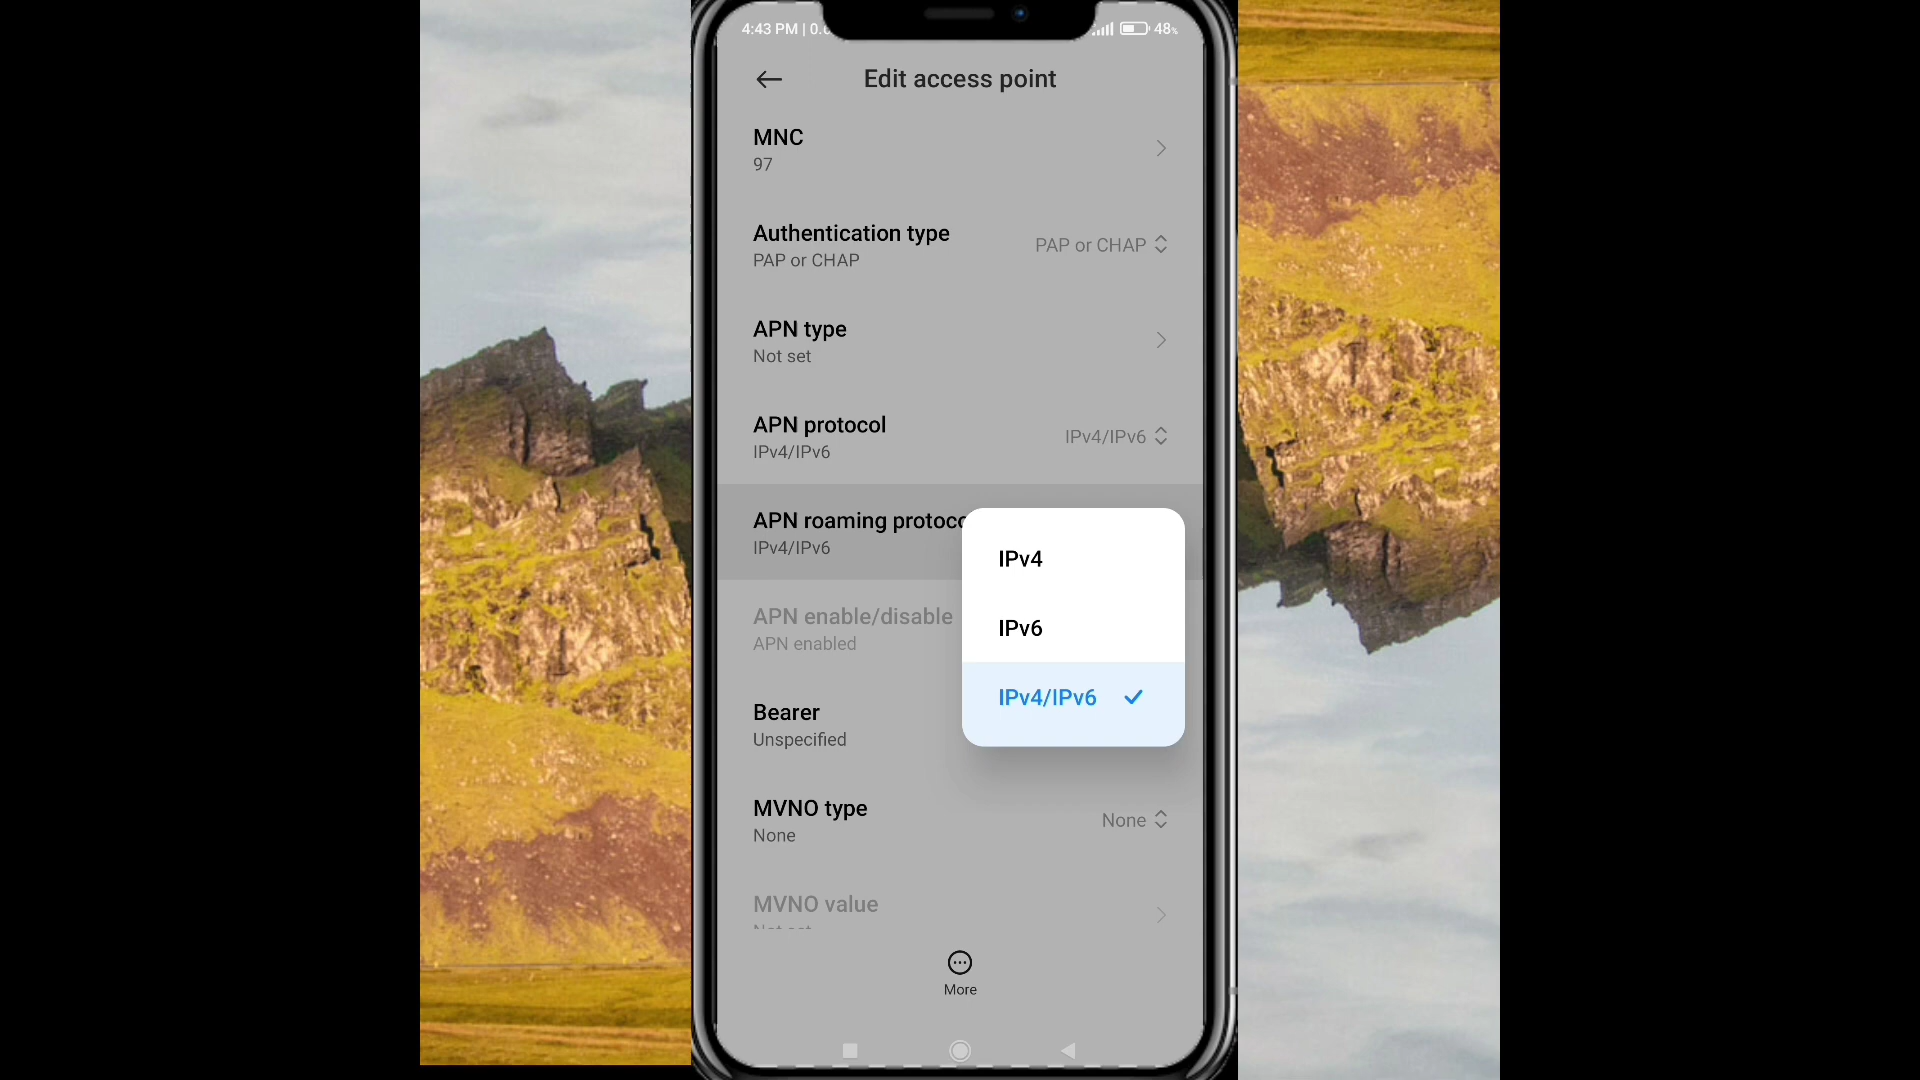 4:43 PM | 0.
48%
Edit access point
MNC
97
Authentication type
PAP or CHAP
PAP or CHAP
APN type
Not set
APN protocol
IPv4/IPv6
IPv4/IPv6
APN roaming protoco
IPv4/IPv6
IPv4
IPv6
IPv4/IPv6
APN enable/disable
APN enabled
Bearer
Unspecified
MVNO type
None
None
MVNO value
More